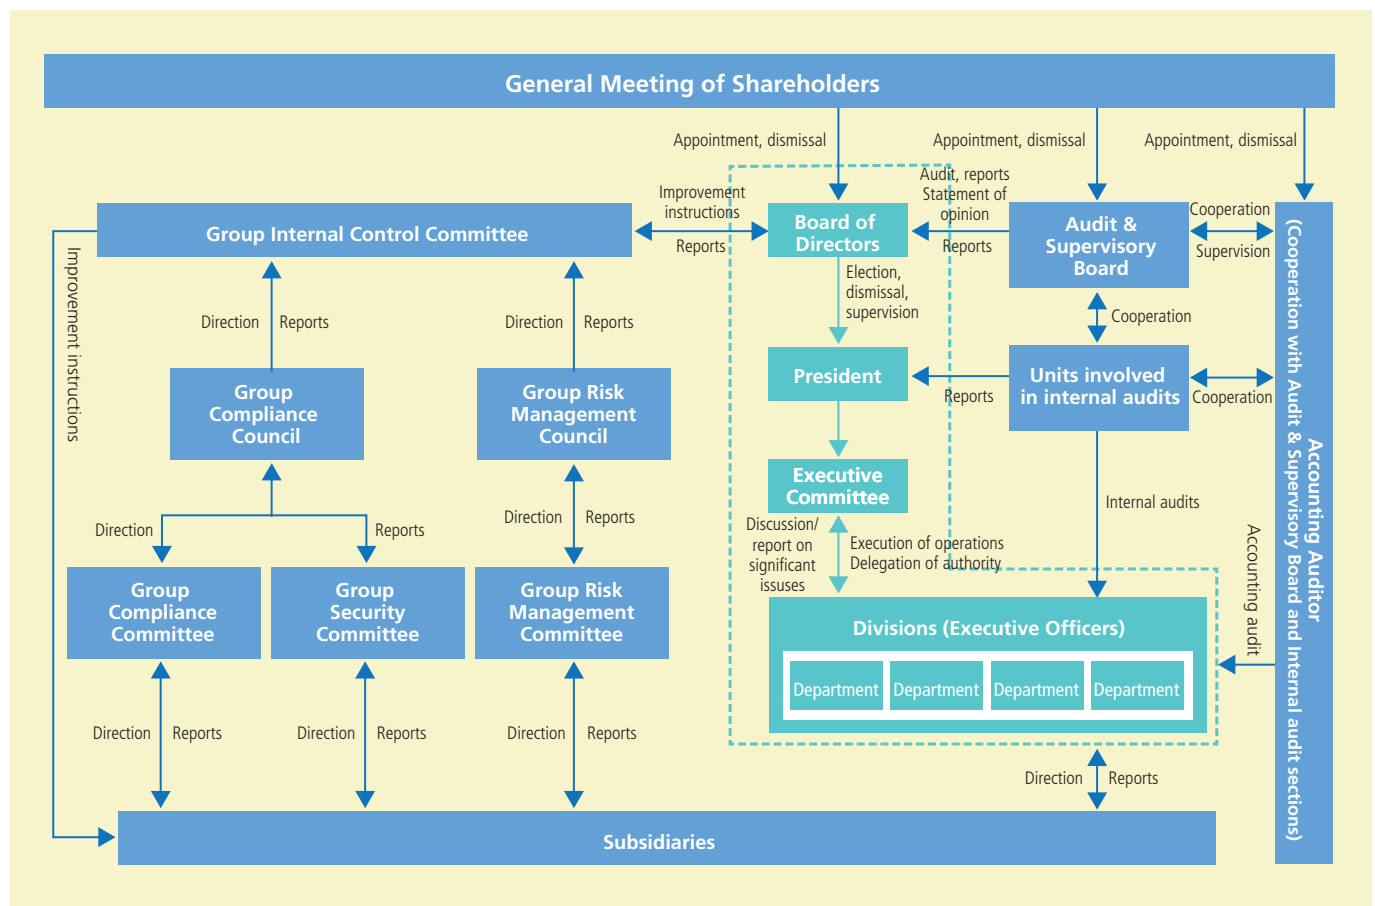 General Meeting of Shareholders
Appointment, dismissal
Appointment, dismissal
Appointment, dismissal
Improvement
instructions
Reports
Audit, reports
Statement of
opinion
Reports
Group Internal Control Committee
Board of
Directors
Audit &
Supervisory
Board
Cooperation
Supervision
Improvement instructions
Direction
Reports
Direction
Reports
Election,
dismissal,
supervision
Cooperation
Group
Compliance
Council
Group Risk
Management
Council
President
Reports
Units involved
in internal audits
Cooperation
Accounting Auditor
(Cooperation with Audit & Supervisory Board and Internal audit sections)
Executive
Committee
Direction
Reports
Direction
Reports
Discussion/
report on
significant
issuses
Execution of operations
Delegation of authority
Internal audits
Accounting audit
Group
Compliance
Committee
Group
Security
Committee
Group Risk
Management
Committee
Divisions (Executive Officers)
Department
Department
Department
Department
Direction
Reports
Direction
Reports
Direction
Reports
Direction
Reports
Subsidiaries